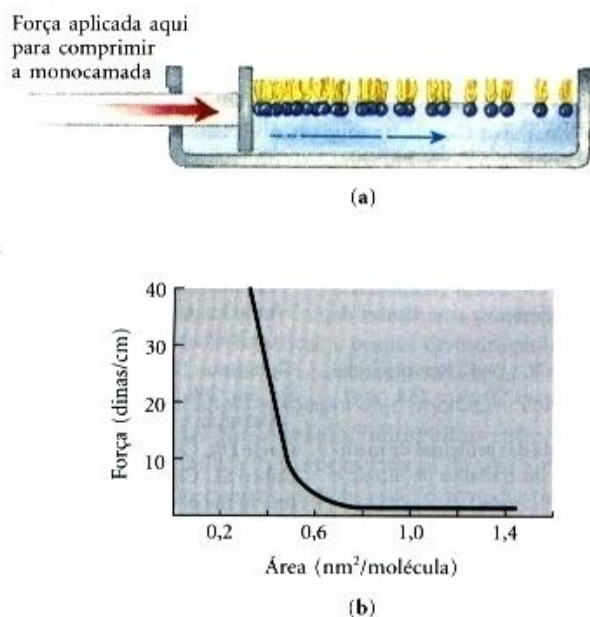 Força aplicada aqui
para comprimir
a monocamada
(a)
Força (dinas/cm)
40
30
20
10
0,2 0,6 1,0 1,4
Área (nm²/molécula)
(b)